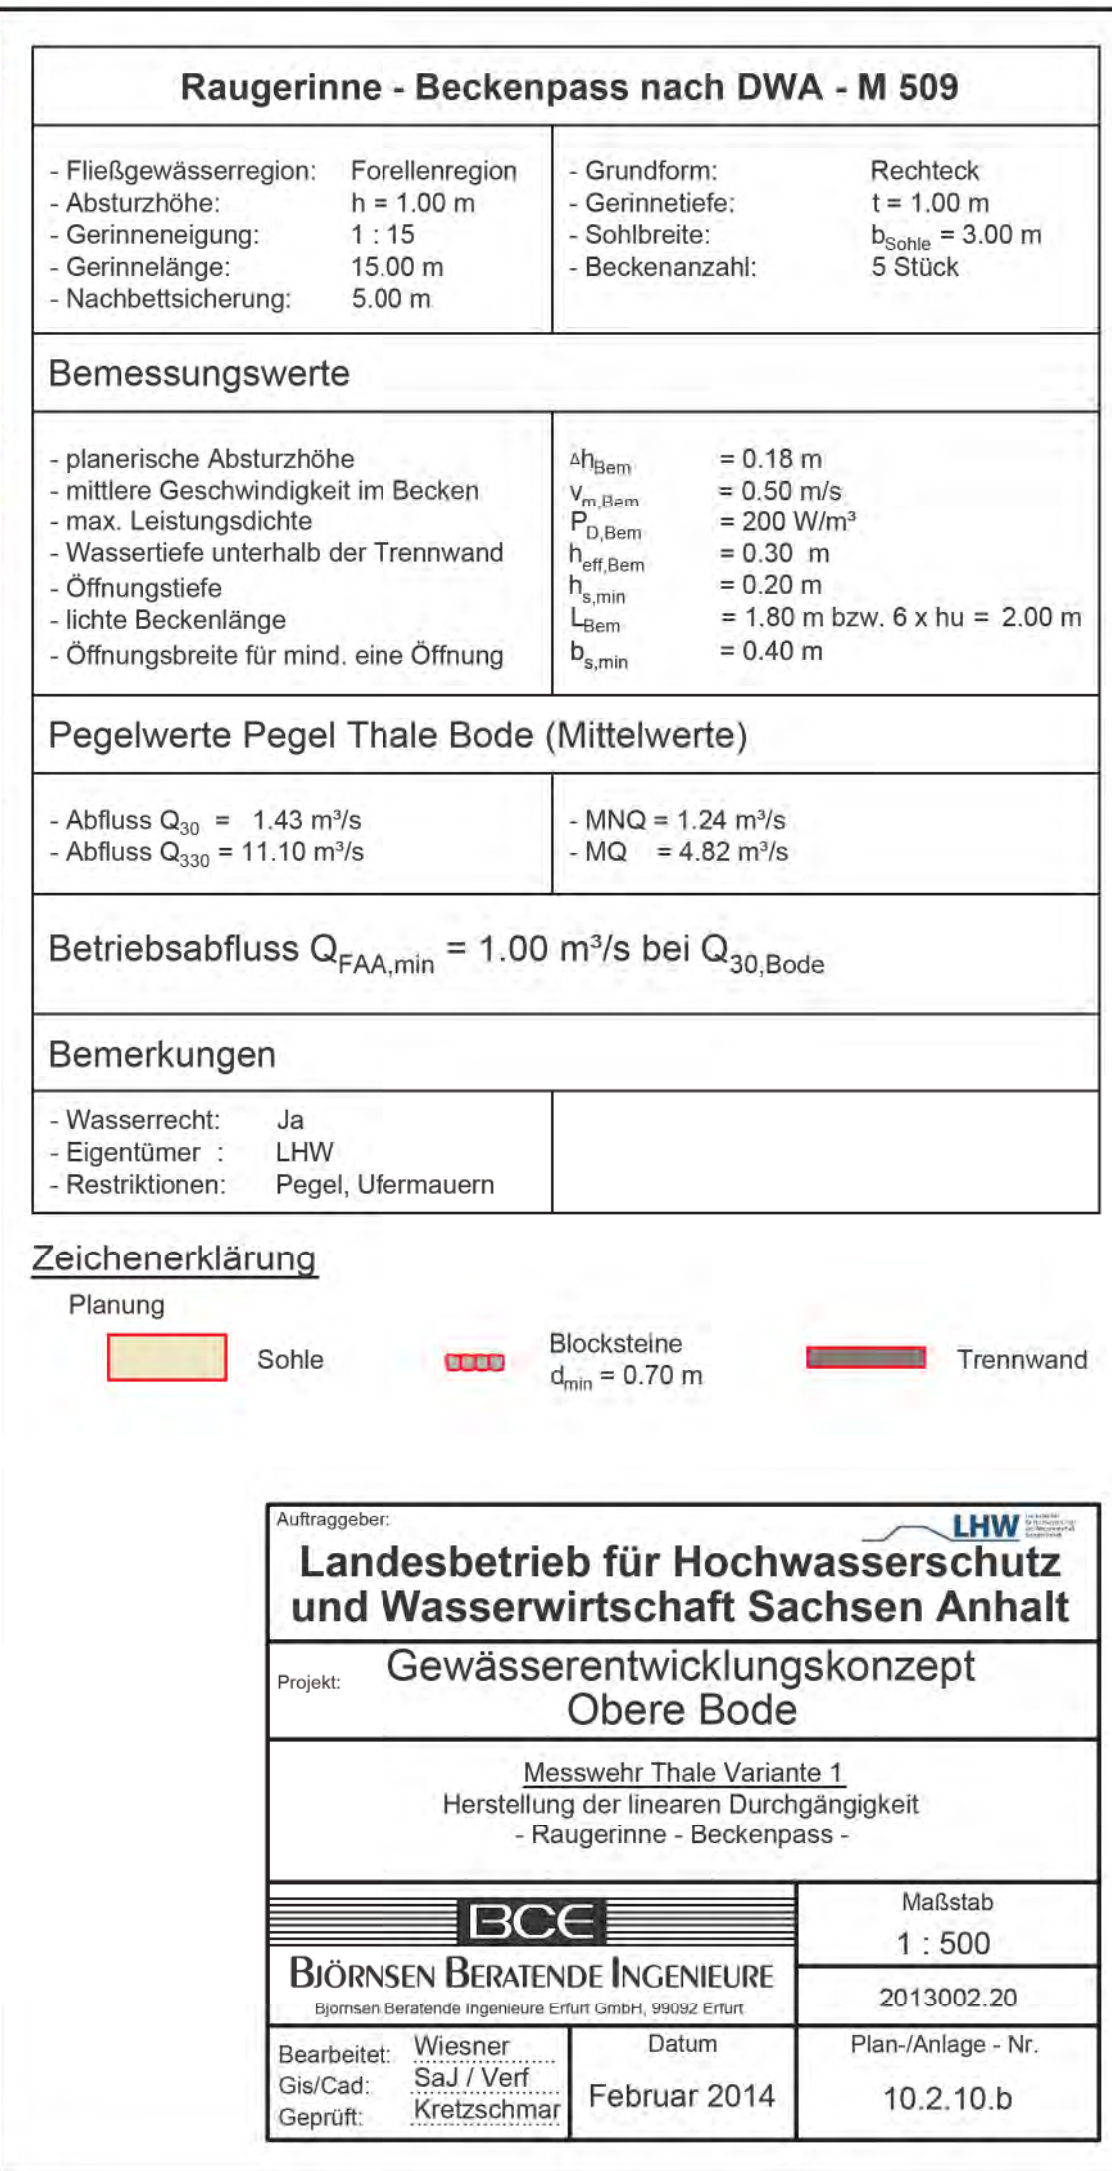 Raugerinne - Beckenpass nach DWA - M 509
- Fließgewässerregion: Forellenregion
- Absturzhöhe: h = 1.00 m
- Gerinneneigung: 1 : 15
- Gerinnelänge: 15.00 m
- Nachbettsicherung: 5.00 m
- Grundform: Rechteck
- Gerinnetiefe: t = 1.00 m
- Sohlbreite: bSohle = 3.00 m
- Beckenanzahl: 5 Stück
Bemessungswerte
- planerische Absturzhöhe ΔhBem = 0.18 m
- mittlere Geschwindigkeit im Becken vm,Bem = 0.50 m/s
- max. Leistungsdichte PD,Bem = 200 W/m³
- Wassertiefe unterhalb der Trennwand heff,Bem = 0.30 m
- Öffnungstiefe hs,min = 0.20 m
- lichte Beckenlänge LBem = 1.80 m bzw. 6 x hu = 2.00 m
- Öffnungsbreite für mind. eine Öffnung bs,min = 0.40 m
Pegelwerte Pegel Thale Bode (Mittelwerte)
- Abfluss Q30 = 1.43 m³/s
- Abfluss Q330 = 11.10 m³/s
- MNQ = 1.24 m³/s
- MQ = 4.82 m³/s
Betriebsabfluss QFAA,min = 1.00 m³/s bei Q30,Bode
Bemerkungen
- Wasserrecht: Ja
- Eigentümer : LHW
- Restriktionen: Pegel, Ufermauern
Zeichenerklärung
Planung
Sohle
Blocksteine
dmin = 0.70 m
Trennwand
Auftraggeber:
LHW
Landesbetrieb für Hochwasserschutz
und Wasserwirtschaft Sachsen Anhalt
Projekt:
Gewässerentwicklungskonzept
Obere Bode
Messwehr Thale Variante 1
Herstellung der linearen Durchgängigkeit
- Raugerinne - Beckenpass -
BCE
BJÖRNSEN BERATENDE INGENIEURE
Björnsen Beratende Ingenieure Erfurt GmbH, 99092 Erfurt
Maßstab
1 : 500
2013002.20
Bearbeitet: Wiesner
Gis/Cad: SaJ / Verf
Geprüft: Kretzschmar
Datum
Februar 2014
Plan-/Anlage - Nr.
10.2.10.b